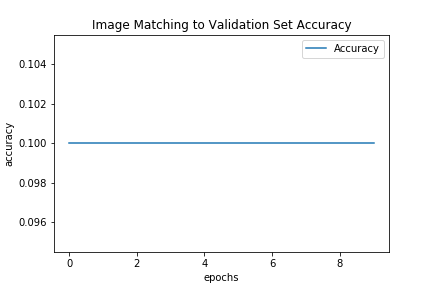 Image Matching to Validation Set Accuracy
Accuracy
0.104
0.102
0.100
0.098
0.096
accuracy
0 2 4 6 8
epochs